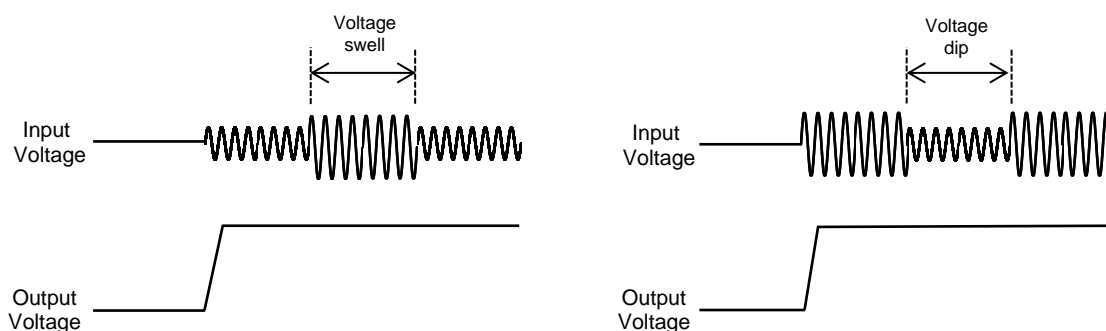 Voltage
swell
Input
Voltage
Output
Voltage
Voltage
dip
Input
Voltage
Output
Voltage